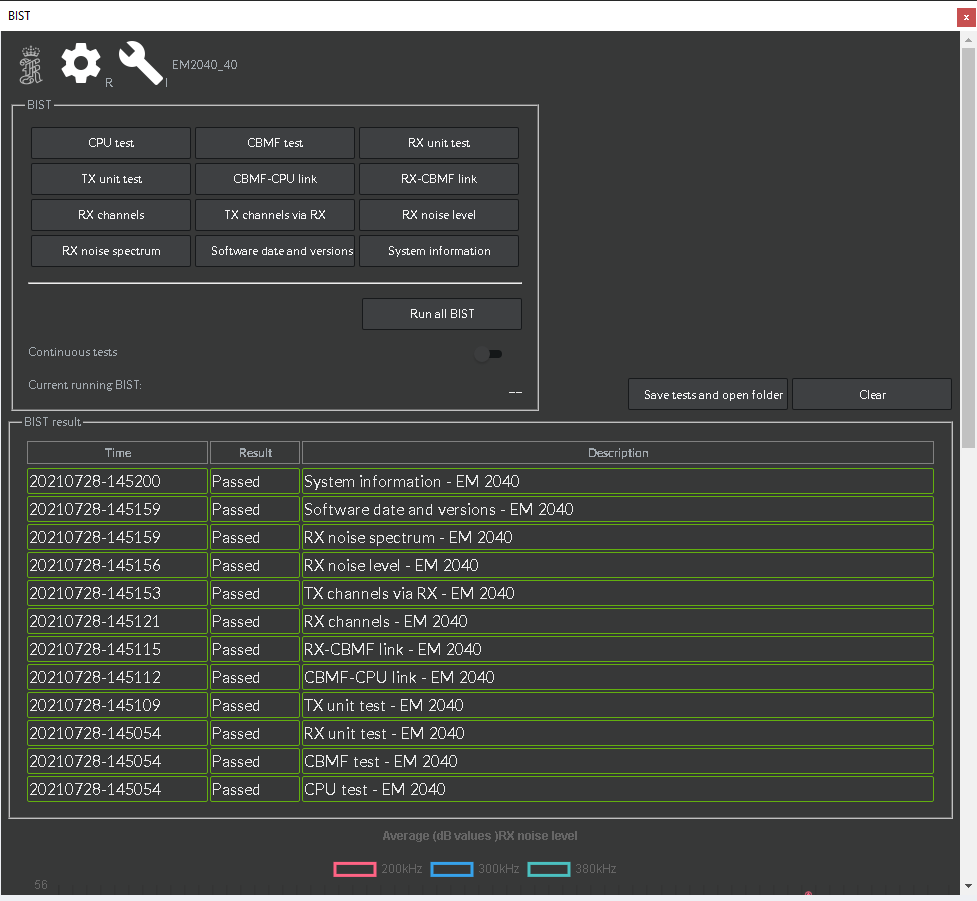 BIST
x
R
I
EM2040_40
BIST
CPU test CBMF test RX unit test
TX unit test CBMF-CPU link RX-CBMF link
RX channels TX channels via RX RX noise level
RX noise spectrum Software date and versions System information
Run all BIST
Continuous tests
Current running BIST: __
Save tests and open folder Clear
BIST result
Time Result Description
20210728-145200 Passed System information - EM 2040
20210728-145159 Passed Software date and versions - EM 2040
20210728-145159 Passed RX noise spectrum - EM 2040
20210728-145156 Passed RX noise level - EM 2040
20210728-145153 Passed TX channels via RX - EM 2040
20210728-145121 Passed RX channels - EM 2040
20210728-145115 Passed RX-CBMF link - EM 2040
20210728-145112 Passed CBMF-CPU link - EM 2040
20210728-145109 Passed TX unit test - EM 2040
20210728-145054 Passed RX unit test - EM 2040
20210728-145054 Passed CBMF test - EM 2040
20210728-145054 Passed CPU test - EM 2040
Average (dB values )RX noise level
200kHz 300kHz 380kHz
56